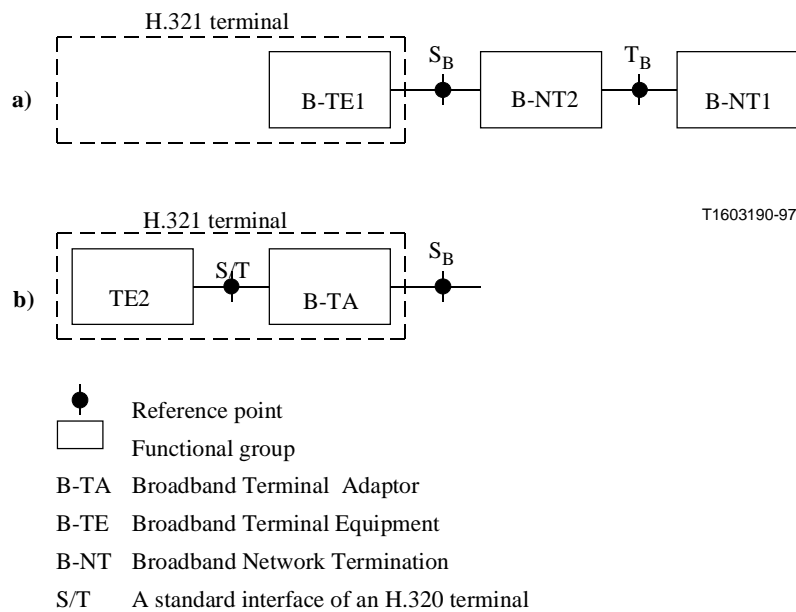 H.321 terminal
S_B
T_B
a)
B-TE1
B-NT2
B-NT1
T1603190-97
H.321 terminal
S_B
S/T
b)
TE2
B-TA
Reference point
Functional group
B-TA Broadband Terminal Adaptor
B-TE Broadband Terminal Equipment
B-NT Broadband Network Termination
S/T A standard interface of an H.320 terminal